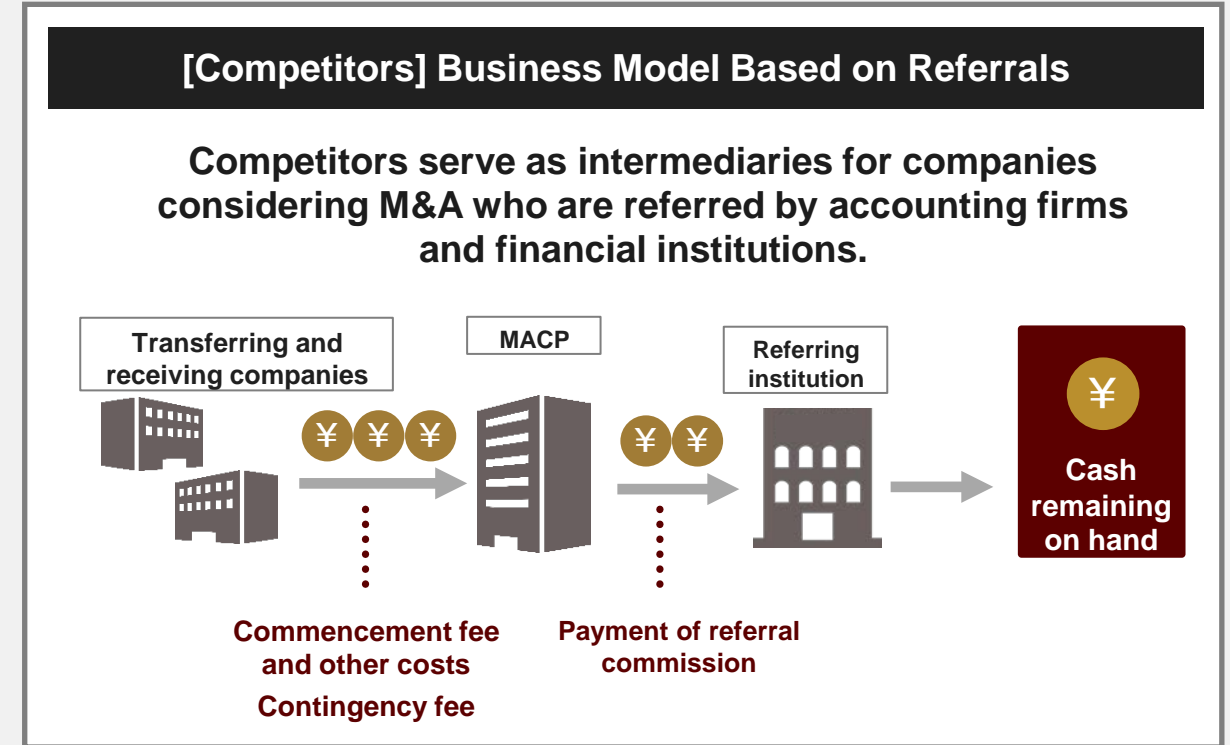 [Competitors] Business Model Based on Referrals
Competitors serve as intermediaries for companies
considering M&A who are referred by accounting firms
and financial institutions.
Transferring and
receiving companies
MACP
Referring
institution
¥ ¥ ¥
¥ ¥
¥
Cash
remaining
on hand
Commencement fee
and other costs
Contingency fee
Payment of referral
commission